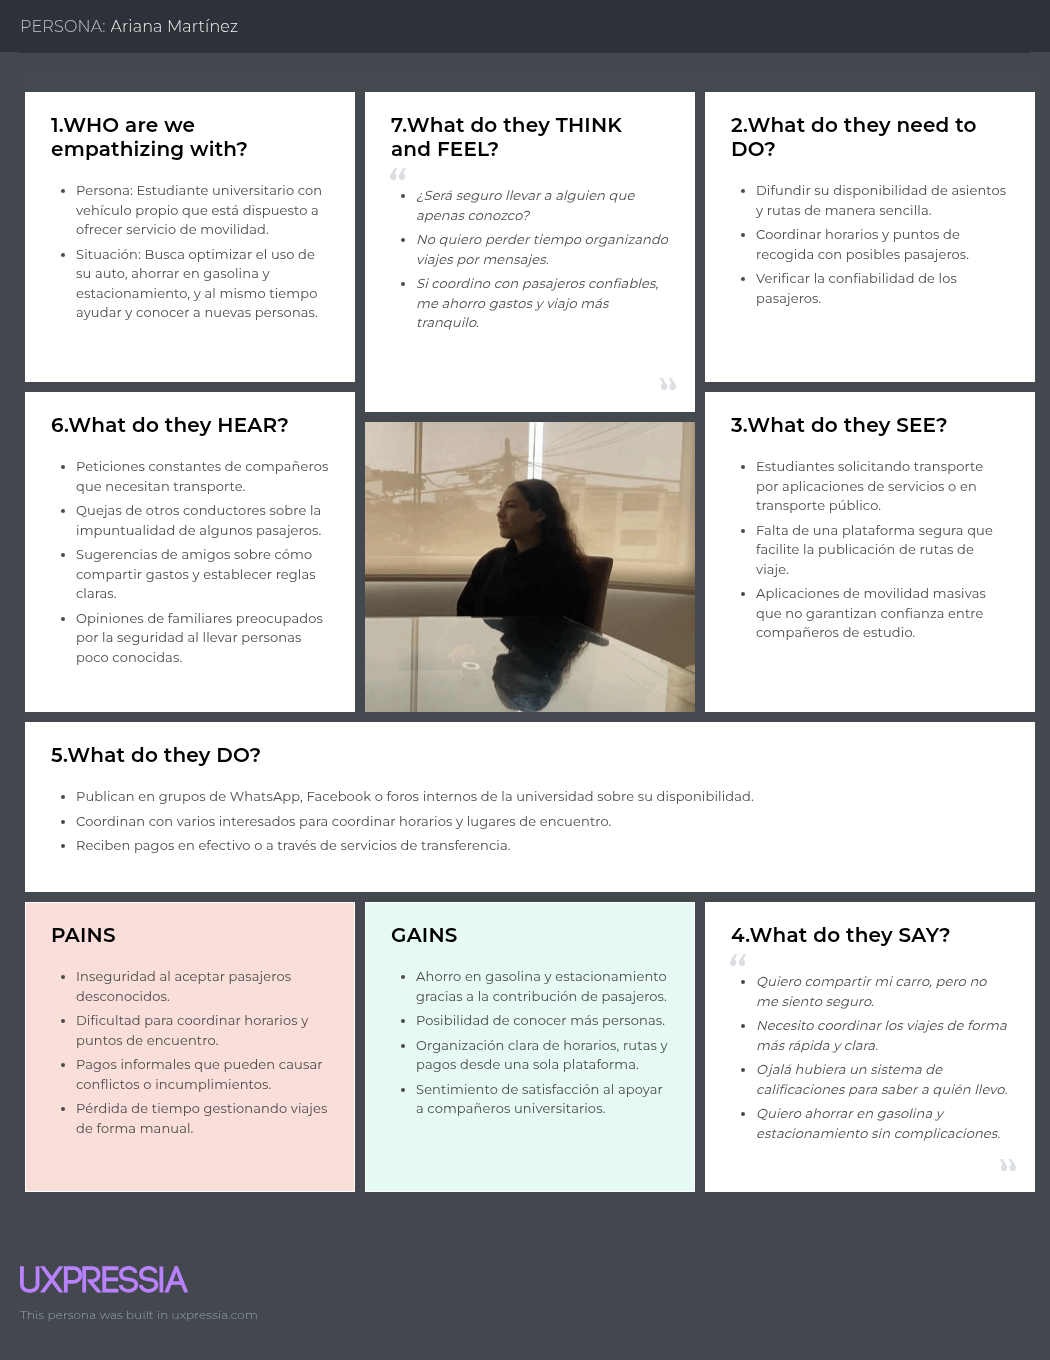 PERSONA: Ariana Martínez
1.WHO are we
empathizing with?
• Persona: Estudiante universitario con
vehículo propio que está dispuesto a
ofrecer servicio de movilidad.
• Situación: Busca optimizar el uso de
su auto, ahorrar en gasolina y
estacionamiento, y al mismo tiempo
ayudar y conocer a nuevas personas.
7.What do they THINK
and FEEL?
“
• ¿Será seguro llevar a alguien que
apenas conozco?
• No quiero perder tiempo organizando
viajes por mensajes.
• Si coordino con pasajeros confiables,
me ahorro gastos y viajo más
tranquilo.
”
2.What do they need to
DO?
• Difundir su disponibilidad de asientos
y rutas de manera sencilla.
• Coordinar horarios y puntos de
recogida con posibles pasajeros.
• Verificar la confiabilidad de los
pasajeros.
6.What do they HEAR?
• Peticiones constantes de compañeros
que necesitan transporte.
• Quejas de otros conductores sobre la
impuntualidad de algunos pasajeros.
• Sugerencias de amigos sobre cómo
compartir gastos y establecer reglas
claras.
• Opiniones de familiares preocupados
por la seguridad al llevar personas
poco conocidas.
3.What do they SEE?
• Estudiantes solicitando transporte
por aplicaciones de servicios o en
transporte público.
• Falta de una plataforma segura que
facilite la publicación de rutas de
viaje.
• Aplicaciones de movilidad masivas
que no garantizan confianza entre
compañeros de estudio.
5.What do they DO?
• Publican en grupos de WhatsApp, Facebook o foros internos de la universidad sobre su disponibilidad.
• Coordinan con varios interesados para coordinar horarios y lugares de encuentro.
• Reciben pagos en efectivo o a través de servicios de transferencia.
PAINS
• Inseguridad al aceptar pasajeros
desconocidos.
• Dificultad para coordinar horarios y
puntos de encuentro.
• Pagos informales que pueden causar
conflictos o incumplimientos.
• Pérdida de tiempo gestionando viajes
de forma manual.
GAINS
• Ahorro en gasolina y estacionamiento
gracias a la contribución de pasajeros.
• Posibilidad de conocer más personas.
• Organización clara de horarios, rutas y
pagos desde una sola plataforma.
• Sentimiento de satisfacción al apoyar
a compañeros universitarios.
4.What do they SAY?
“
• Quiero compartir mi carro, pero no
me siento seguro.
• Necesito coordinar los viajes de forma
más rápida y clara.
• Ojalá hubiera un sistema de
calificaciones para saber a quién llevo.
• Quiero ahorrar en gasolina y
estacionamiento sin complicaciones.
”
UXPRESSIA
This persona was built in uxpressia.com